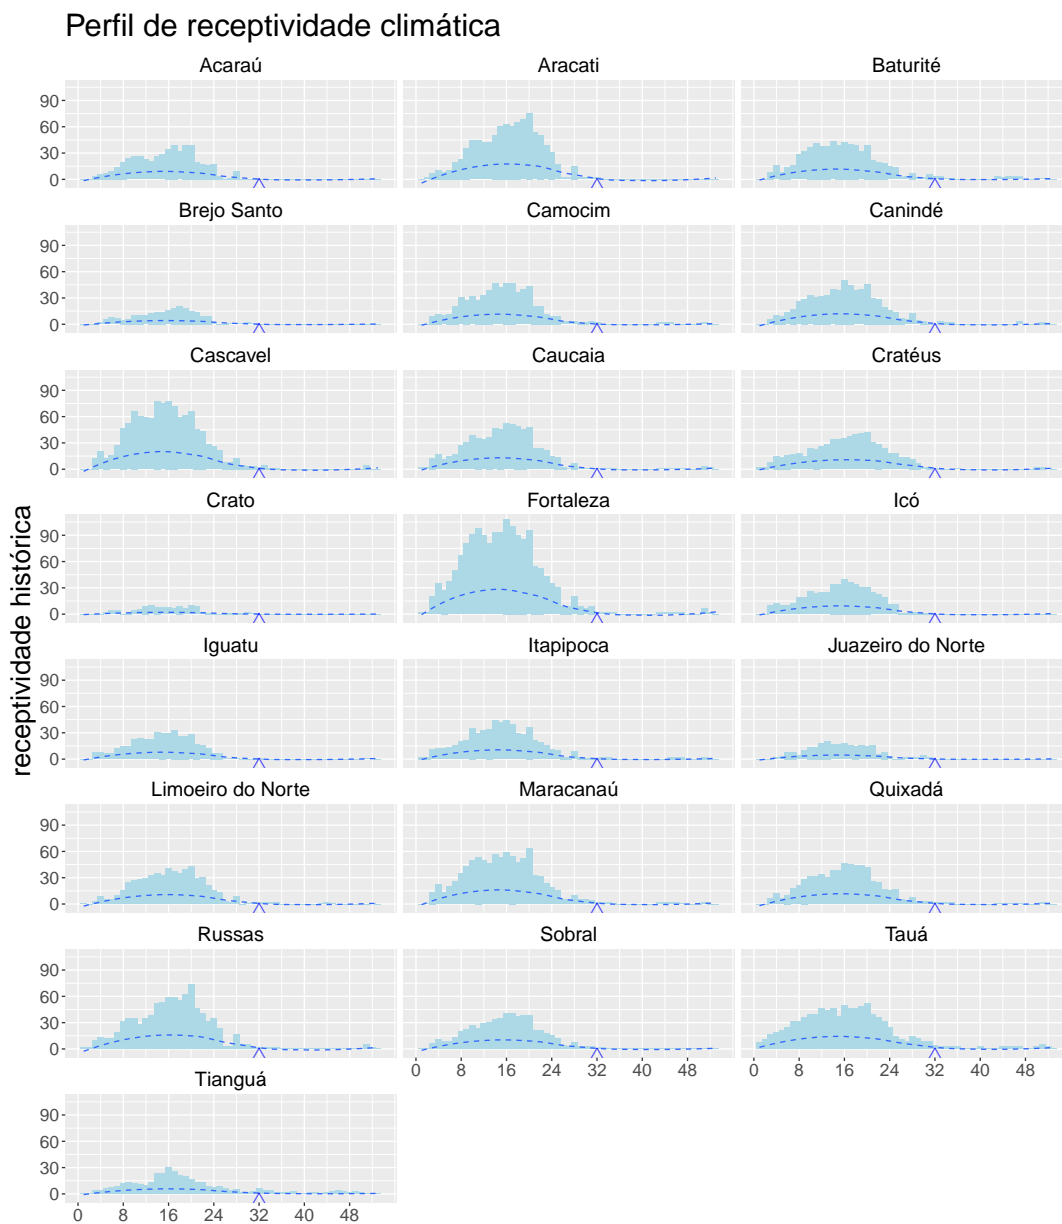 Perfil de receptividade climática
Acaraú Aracati Baturité
90
60
30
0
Brejo Santo Camocim Canindé
90
60
30
0
Cascavel Caucaia Cratéus
90
60
30
0
Crato Fortaleza Icó
90
60
30
0
receptividade histórica
Iguatu Itapipoca Juazeiro do Norte
90
60
30
0
Limoeiro do Norte Maracanaú Quixadá
90
60
30
0
Russas Sobral Tauá
90
60
30
0
0 8 16 24 32 40 48 0 8 16 24 32 40 48
Tianguá
90
60
30
0
0 8 16 24 32 40 48